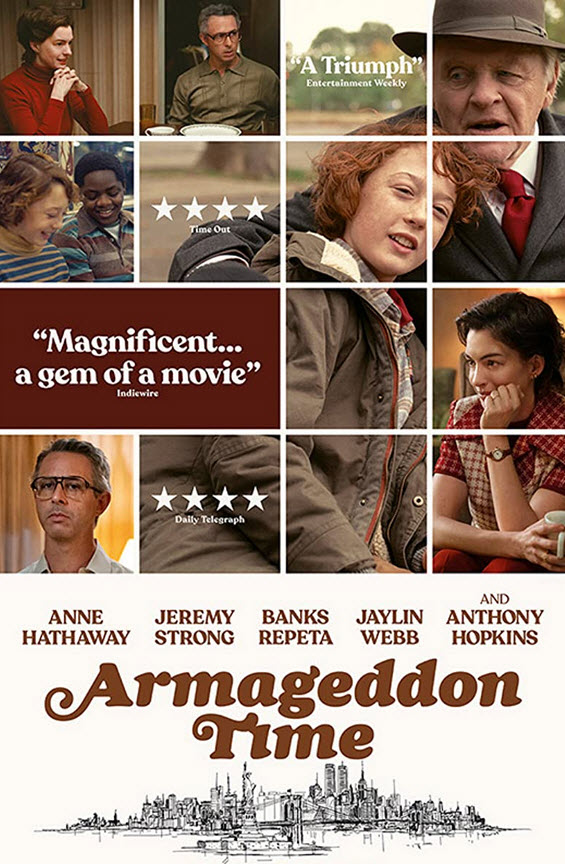 “A Triumph”
Entertainment Weekly
Time Out
“Magnificent...
a gem of a movie”
Indiewire
Daily Telegraph
ANNE
HATHAWAY
JEREMY
STRONG
BANKS
REPETA
JAYLIN
WEBB
AND
ANTHONY
HOPKINS
Armageddon
Time